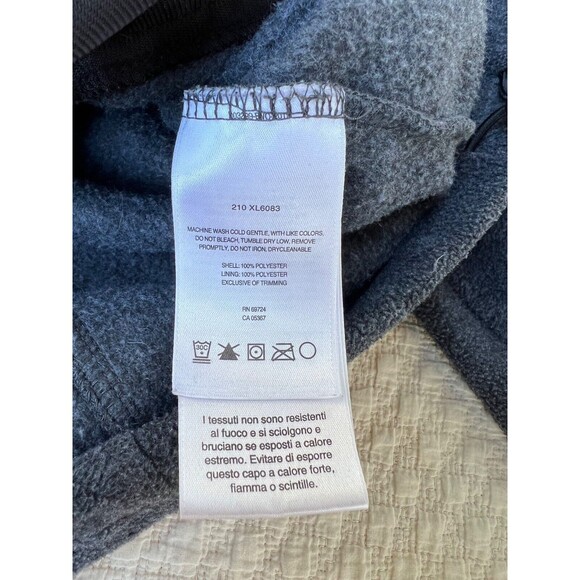 210 XL6083
MACHINE WASH COLD GENTLE, WITH LIKE COLORS,
DO NOT BLEACH, TUMBLE DRY LOW, REMOVE
PROMPTLY, DO NOT IRON, DRYCLEANABLE
SHELL: 100% POLYESTER
LINING: 100% POLYESTER
EXCLUSIVE OF TRIMMING
RN 69724
CA 05367
30C
I tessuti non sono resistenti
al fuoco e si sciolgono e
bruciano se esposti a calore
estremo. Evitare di esporre
questo capo a calore forte,
fiamma o scintille.